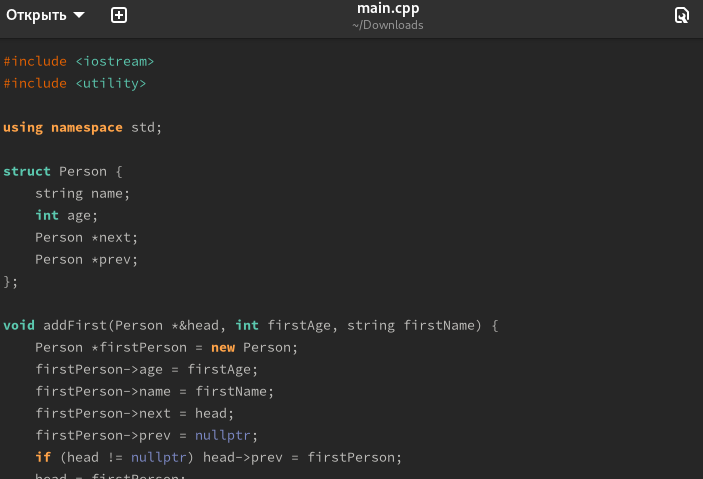 Открыть
main.cpp
~/Downloads
#include <iostream>
#include <utility>
using namespace std;
struct Person {
    string name;
    int age;
    Person *next;
    Person *prev;
};
void addFirst(Person *&head, int firstAge, string firstName) {
    Person *firstPerson = new Person;
    firstPerson->age = firstAge;
    firstPerson->name = firstName;
    firstPerson->next = head;
    firstPerson->prev = nullptr;
    if (head != nullptr) head->prev = firstPerson;
    head = firstPerson;